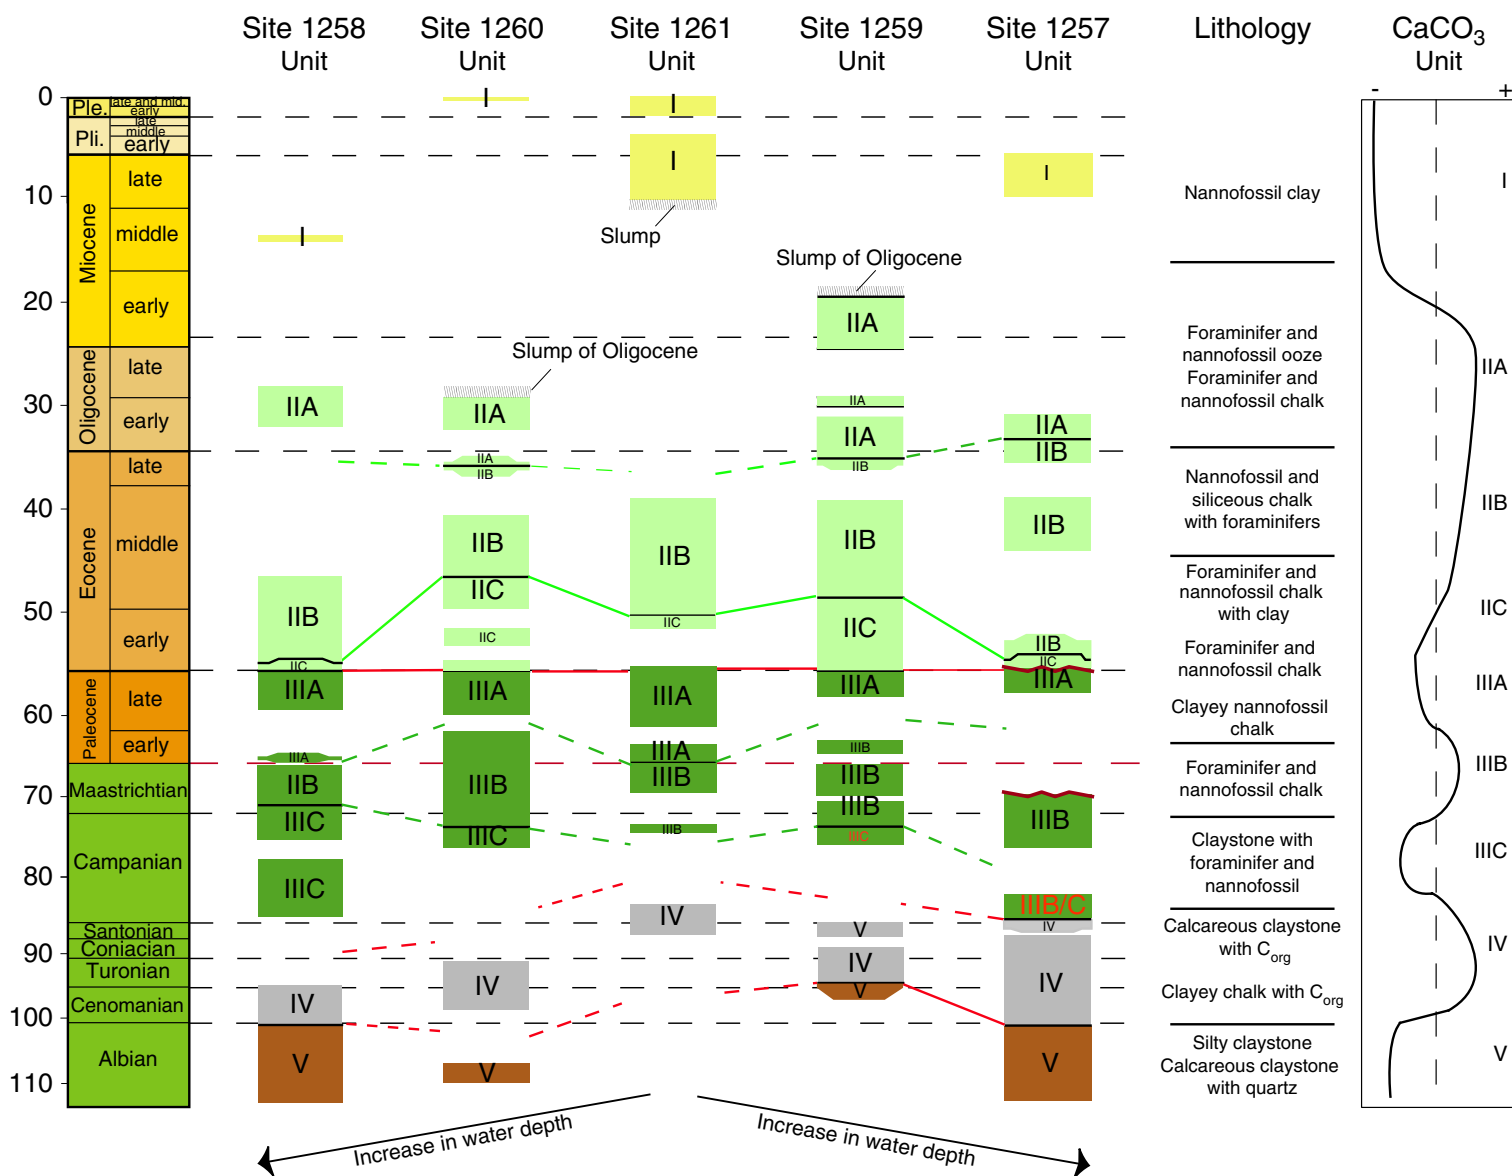 Site 1258
Unit
Site 1260
Unit
Site 1261
Unit
Site 1259
Unit
Site 1257
Unit
Lithology
CaCO3
Unit
- +
0
10
20
30
40
50
60
70
80
90
100
110
Ple.
late and mid.
early
Pli.
late
middle
early
Miocene
late
middle
early
Oligocene
late
early
Eocene
late
middle
early
Paleocene
late
early
Maastrichtian
Campanian
Santonian
Coniacian
Turonian
Cenomanian
Albian
I
IIA
IIB
IIC
IIIA
IIIA
IIB
IIIC
IIIC
IV
V
I
Slump of Oligocene
IIA
IIA
IIB
IIB
IIC
IIC
IIIA
IIIB
IIIC
IV
V
I
I
Slump
IIB
IIC
IIIA
IIIA
IIIB
IIIB
IV
Slump of Oligocene
IIA
IIA
IIA
IIB
IIB
IIC
IIIA
IIIB
IIIB
IIIB
IIIC
V
IV
V
I
IIA
IIB
IIB
IIB
IIC
IIIA
IIIB
IIIB/C
IV
IV
V
Nannofossil clay
Foraminifer and
nannofossil ooze
Foraminifer and
nannofossil chalk
Nannofossil and
siliceous chalk
with foraminifers
Foraminifer and
nannofossil chalk
with clay
Foraminifer and
nannofossil chalk
Clayey nannofossil
chalk
Foraminifer and
nannofossil chalk
Claystone with
foraminifer and
nannofossil
Calcareous claystone
with Corg
Clayey chalk with Corg
Silty claystone
Calcareous claystone
with quartz
I
IIA
IIB
IIC
IIIA
IIIB
IIIC
IV
V
Increase in water depth
Increase in water depth